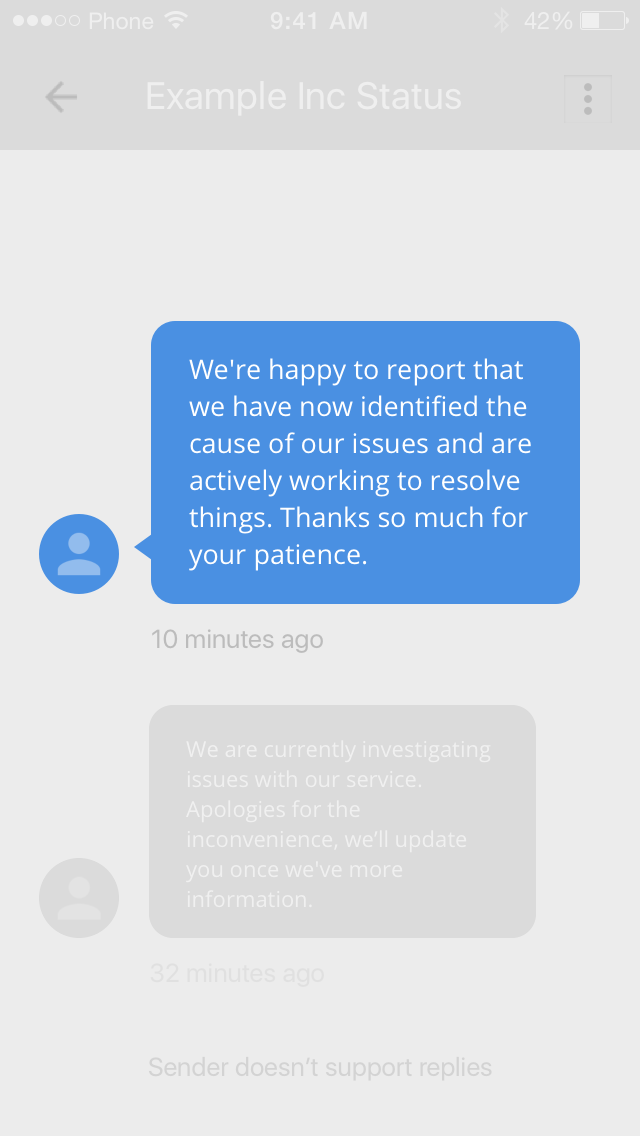 Phone 9:41 AM 42%
Example Inc Status
We're happy to report that
we have now identified the
cause of our issues and are
actively working to resolve
things. Thanks so much for
your patience.
10 minutes ago
We are currently investigating
issues with our service.
Apologies for the
inconvenience, we’ll update
you once we've more
information.
32 minutes ago
Sender doesn’t support replies